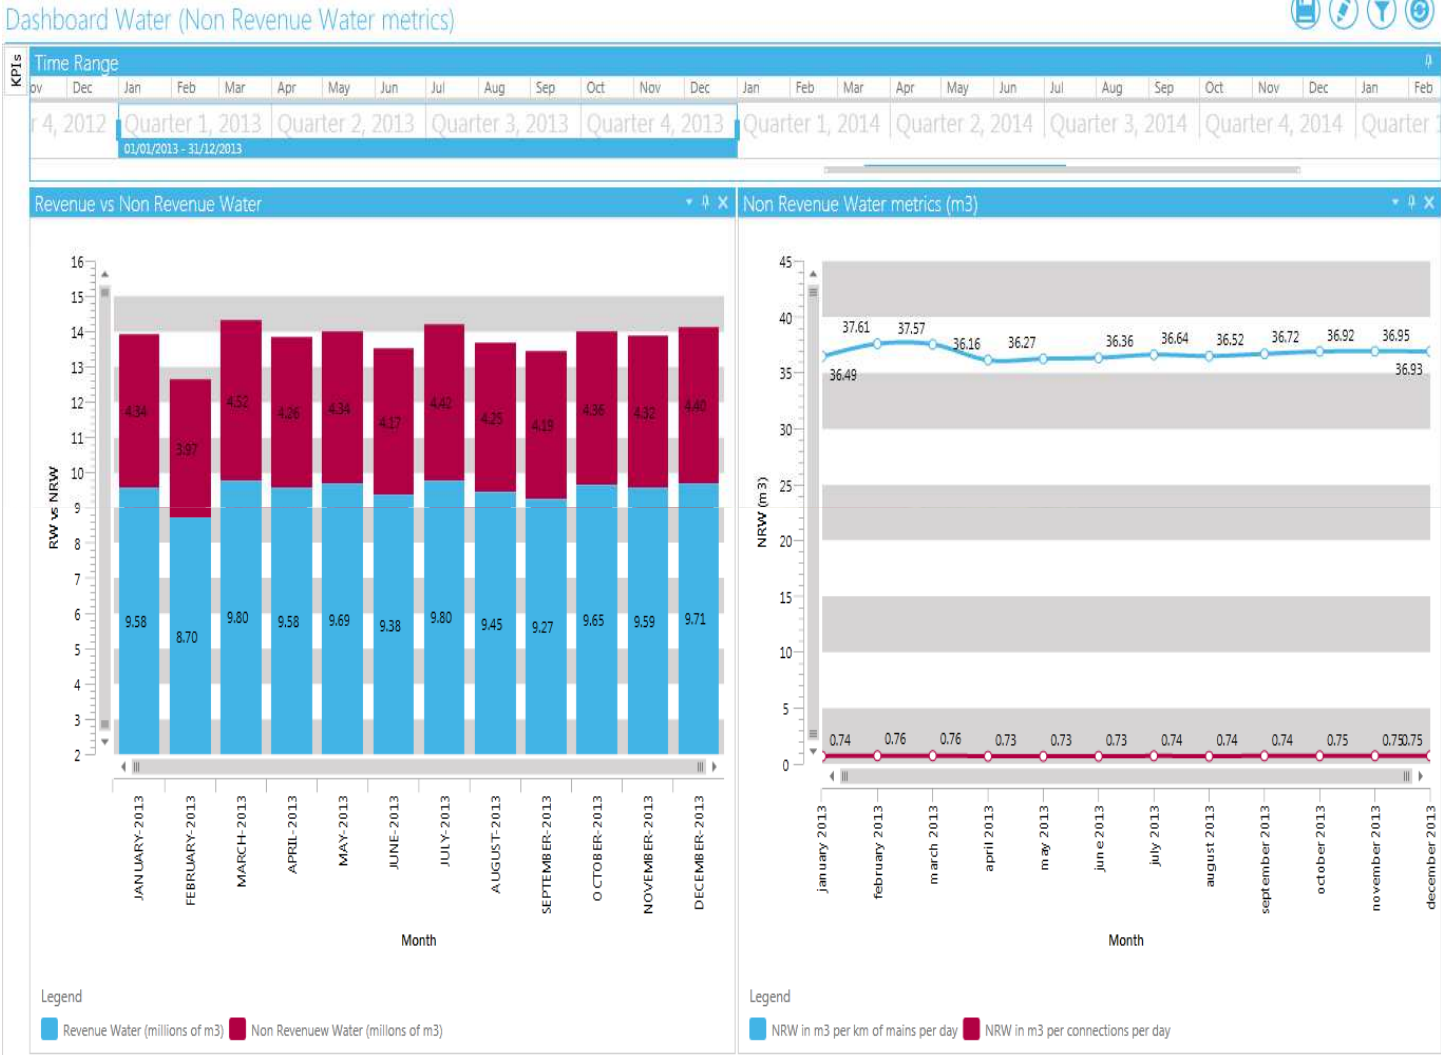 Dashboard Water (Non Revenue Water metrics)
KPIs
Time Range
ov Dec Jan Feb Mar Apr May Jun Jul Aug Sep Oct Nov Dec Jan Feb Mar Apr May Jun Jul Aug Sep Oct Nov Dec Jan Feb
r 4, 2012 Quarter 1, 2013 Quarter 2, 2013 Quarter 3, 2013 Quarter 4, 2013 Quarter 1, 2014 Quarter 2, 2014 Quarter 3, 2014 Quarter 4, 2014 Quarter 1
01/01/2013 - 31/12/2013
Revenue vs Non Revenue Water
RW vs NRW
16
15
14
13
12
11
10
9
8
7
6
5
4
3
2
4.34 3.97 4.52 4.26 4.34 4.17 4.42 4.25 4.19 4.36 4.32 4.40
9.58 8.70 9.80 9.58 9.69 9.38 9.80 9.45 9.27 9.65 9.59 9.71
JANUARY-2013
FEBRUARY-2013
MARCH-2013
APRIL-2013
MAY-2013
JUNE-2013
JULY-2013
AUGUST-2013
SEPTEMBER-2013
OCTOBER-2013
NOVEMBER-2013
DECEMBER-2013
Month
Legend
Revenue Water (millions of m3) Non Revenuew Water (millons of m3)
Non Revenue Water metrics (m3)
NRW (m3)
45
40
35
30
25
20
15
10
5
0
36.49 37.61 37.57 36.16 36.27 36.36 36.64 36.52 36.72 36.92 36.95 36.93
0.74 0.76 0.76 0.73 0.73 0.73 0.74 0.74 0.74 0.75 0.75 0.75
january 2013
february 2013
march 2013
april 2013
may 2013
june 2013
july 2013
august 2013
september 2013
october 2013
november 2013
december 2013
Month
Legend
NRW in m3 per km of mains per day NRW in m3 per connections per day